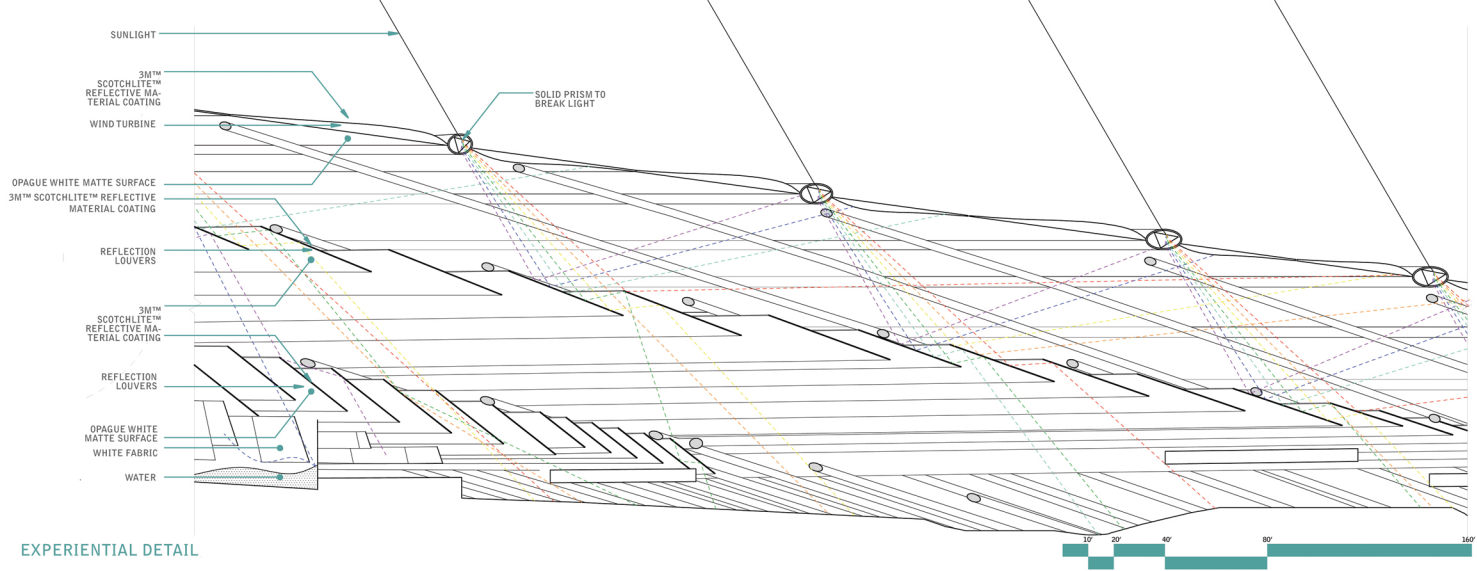 SUNLIGHT
3M™
SCOTCHLITE™
REFLECTIVE MA-
TERIAL COATING
SOLID PRISM TO
BREAK LIGHT
WIND TURBINE
OPAGUE WHITE MATTE SURFACE
3M™ SCOTCHLITE™ REFLECTIVE
MATERIAL COATING
REFLECTION
LOUVERS
3M™
SCOTCHLITE™
REFLECTIVE MA-
TERIAL COATING
REFLECTION
LOUVERS
OPAGUE WHITE
MATTE SURFACE
WHITE FABRIC
WATER
EXPERIENTIAL DETAIL
10' 20' 40' 80' 160'